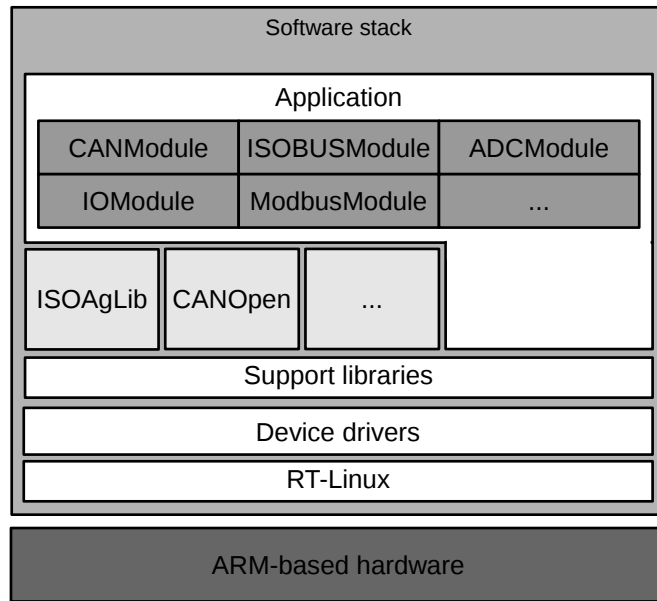 Software stack
Application
CANModule ISOBUSModule ADCModule
IOModule ModbusModule ...
ISOAgLib CANOpen ...
Support libraries
Device drivers
RT-Linux
ARM-based hardware